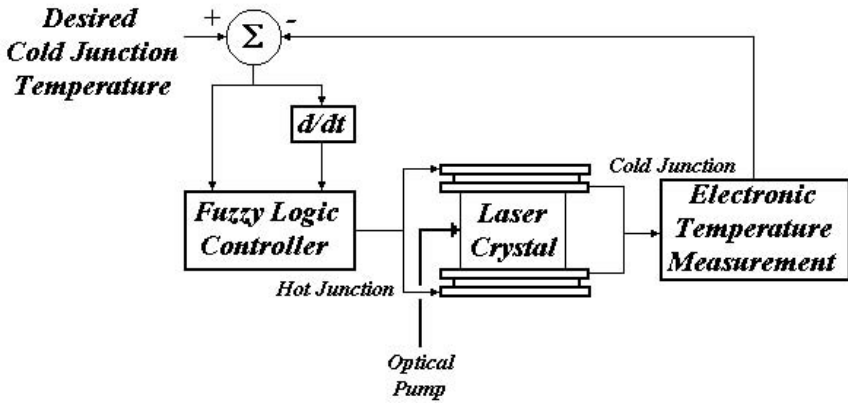 Desired
Cold Junction
Temperature
+
Σ
-
d/dt
Fuzzy Logic
Controller
Hot Junction
Laser
Crystal
Cold Junction
Electronic
Temperature
Measurement
Optical
Pump